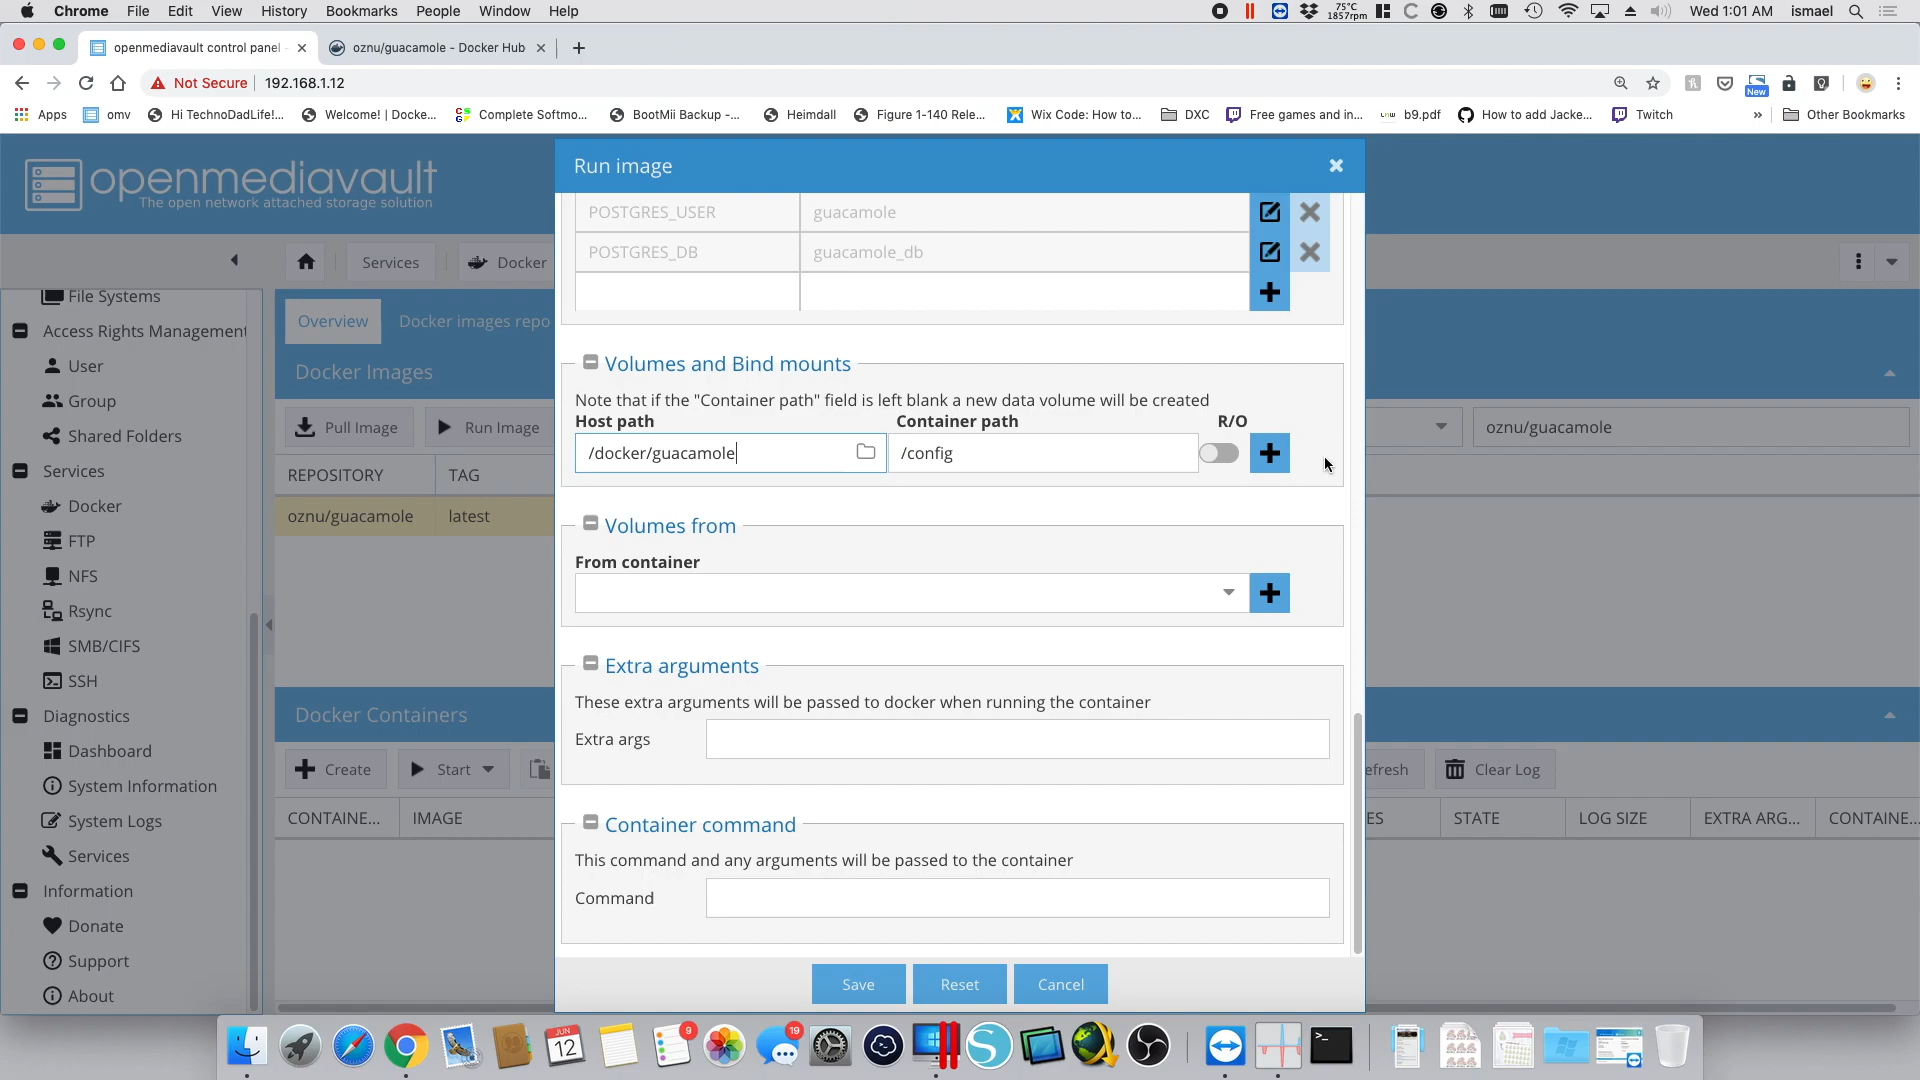 Chrome File Edit View History Bookmarks People Window Help 75°C 1857rpm Wed 1:01 AM ismael
openmediavault control panel - oznu/guacamole - Docker Hub
Not Secure 192.168.1.12 New
Apps omv Hi TechnoDadLife!... Welcome! | Docke... Complete Softmo... BootMii Backup -... Heimdall Figure 1-140 Rele... Wix Code: How to... DXC Free games and in... b9.pdf How to add Jacke... Twitch » Other Bookmarks
openmediavault
The open network attached storage solution
Services Docker
File Systems
Access Rights Management
User
Group
Shared Folders
Services
Docker
FTP
NFS
Rsync
SMB/CIFS
SSH
Diagnostics
Dashboard
System Information
System Logs
Services
Information
Donate
Support
About
Overview Docker images repo
Docker Images
Pull Image Run Image oznu/guacamole
REPOSITORY TAG
oznu/guacamole latest
Docker Containers
Create Start efresh Clear Log
CONTAINE... IMAGE ES STATE LOG SIZE EXTRA ARG... CONTAINE...
Run image
POSTGRES_USER guacamole
POSTGRES_DB guacamole_db
Volumes and Bind mounts
Note that if the "Container path" field is left blank a new data volume will be created
Host path Container path R/O
/docker/guacamole /config
Volumes from
From container
Extra arguments
These extra arguments will be passed to docker when running the container
Extra args
Container command
This command and any arguments will be passed to the container
Command
Save Reset Cancel
JUN 12 9 19